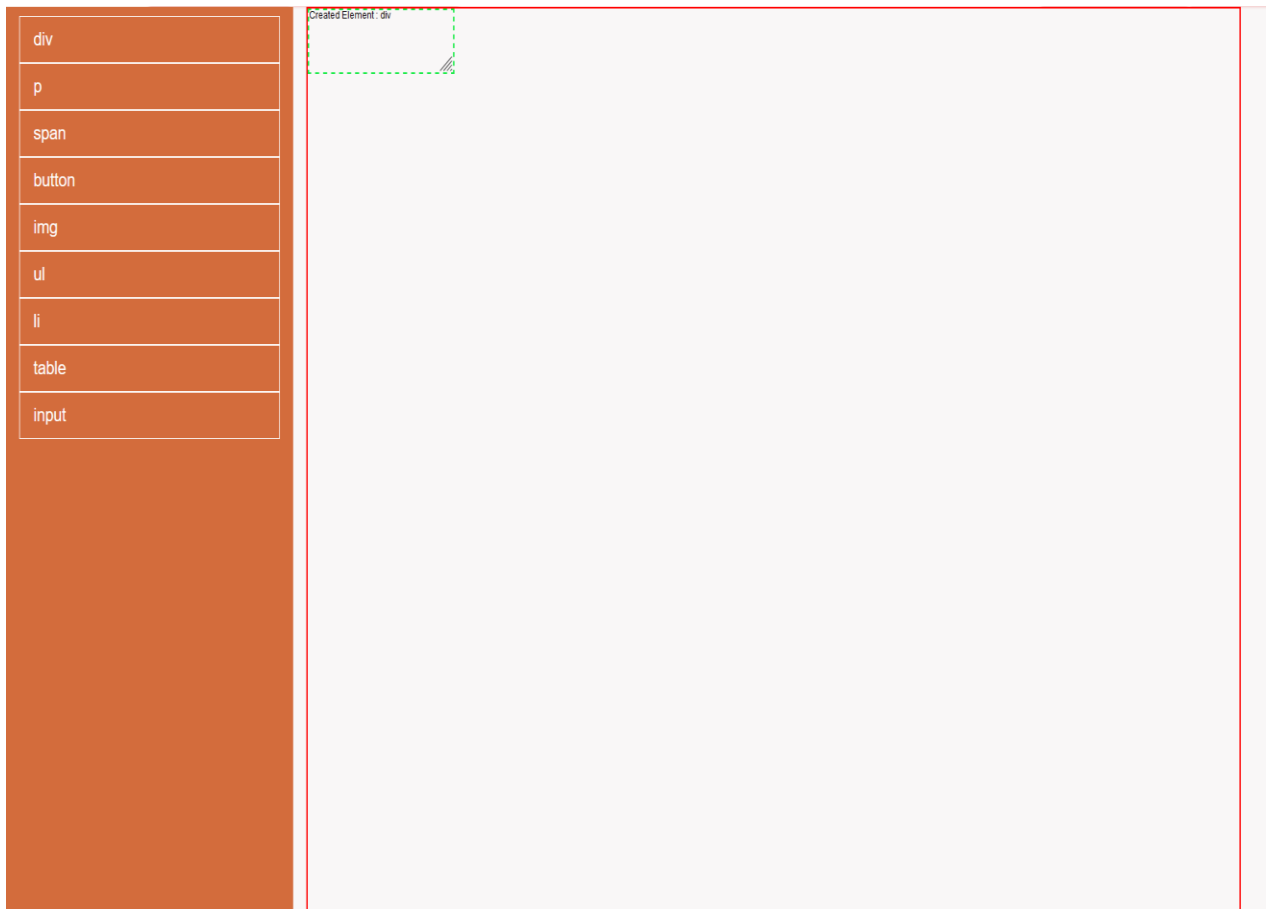 div
p
span
button
img
ul
li
table
input
Created Element : div